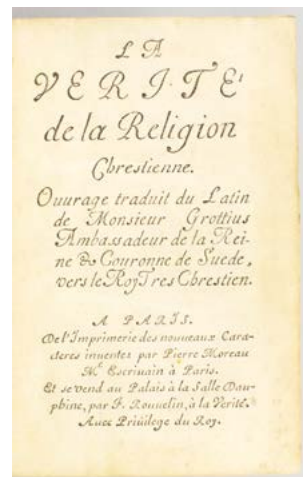 LA
VERITÉ
de la Religion
Chrestienne.
Ouurage traduit du Latin
de Monsieur Grottius
Ambassadeur de la Rei-
ne & Couronne de Suede,
vers le Roy Tres Chrestien.
A PARIS.
De l'Imprimerie des nouueaux Cara-
cteres inuentes par Pierre Moreau
Mᵉ Escriuain à Paris.
Et se vend au Palais à la Salle Dau-
phine, par F. Rouuelin, à la Verité.
Auec Priuilege du Roy.